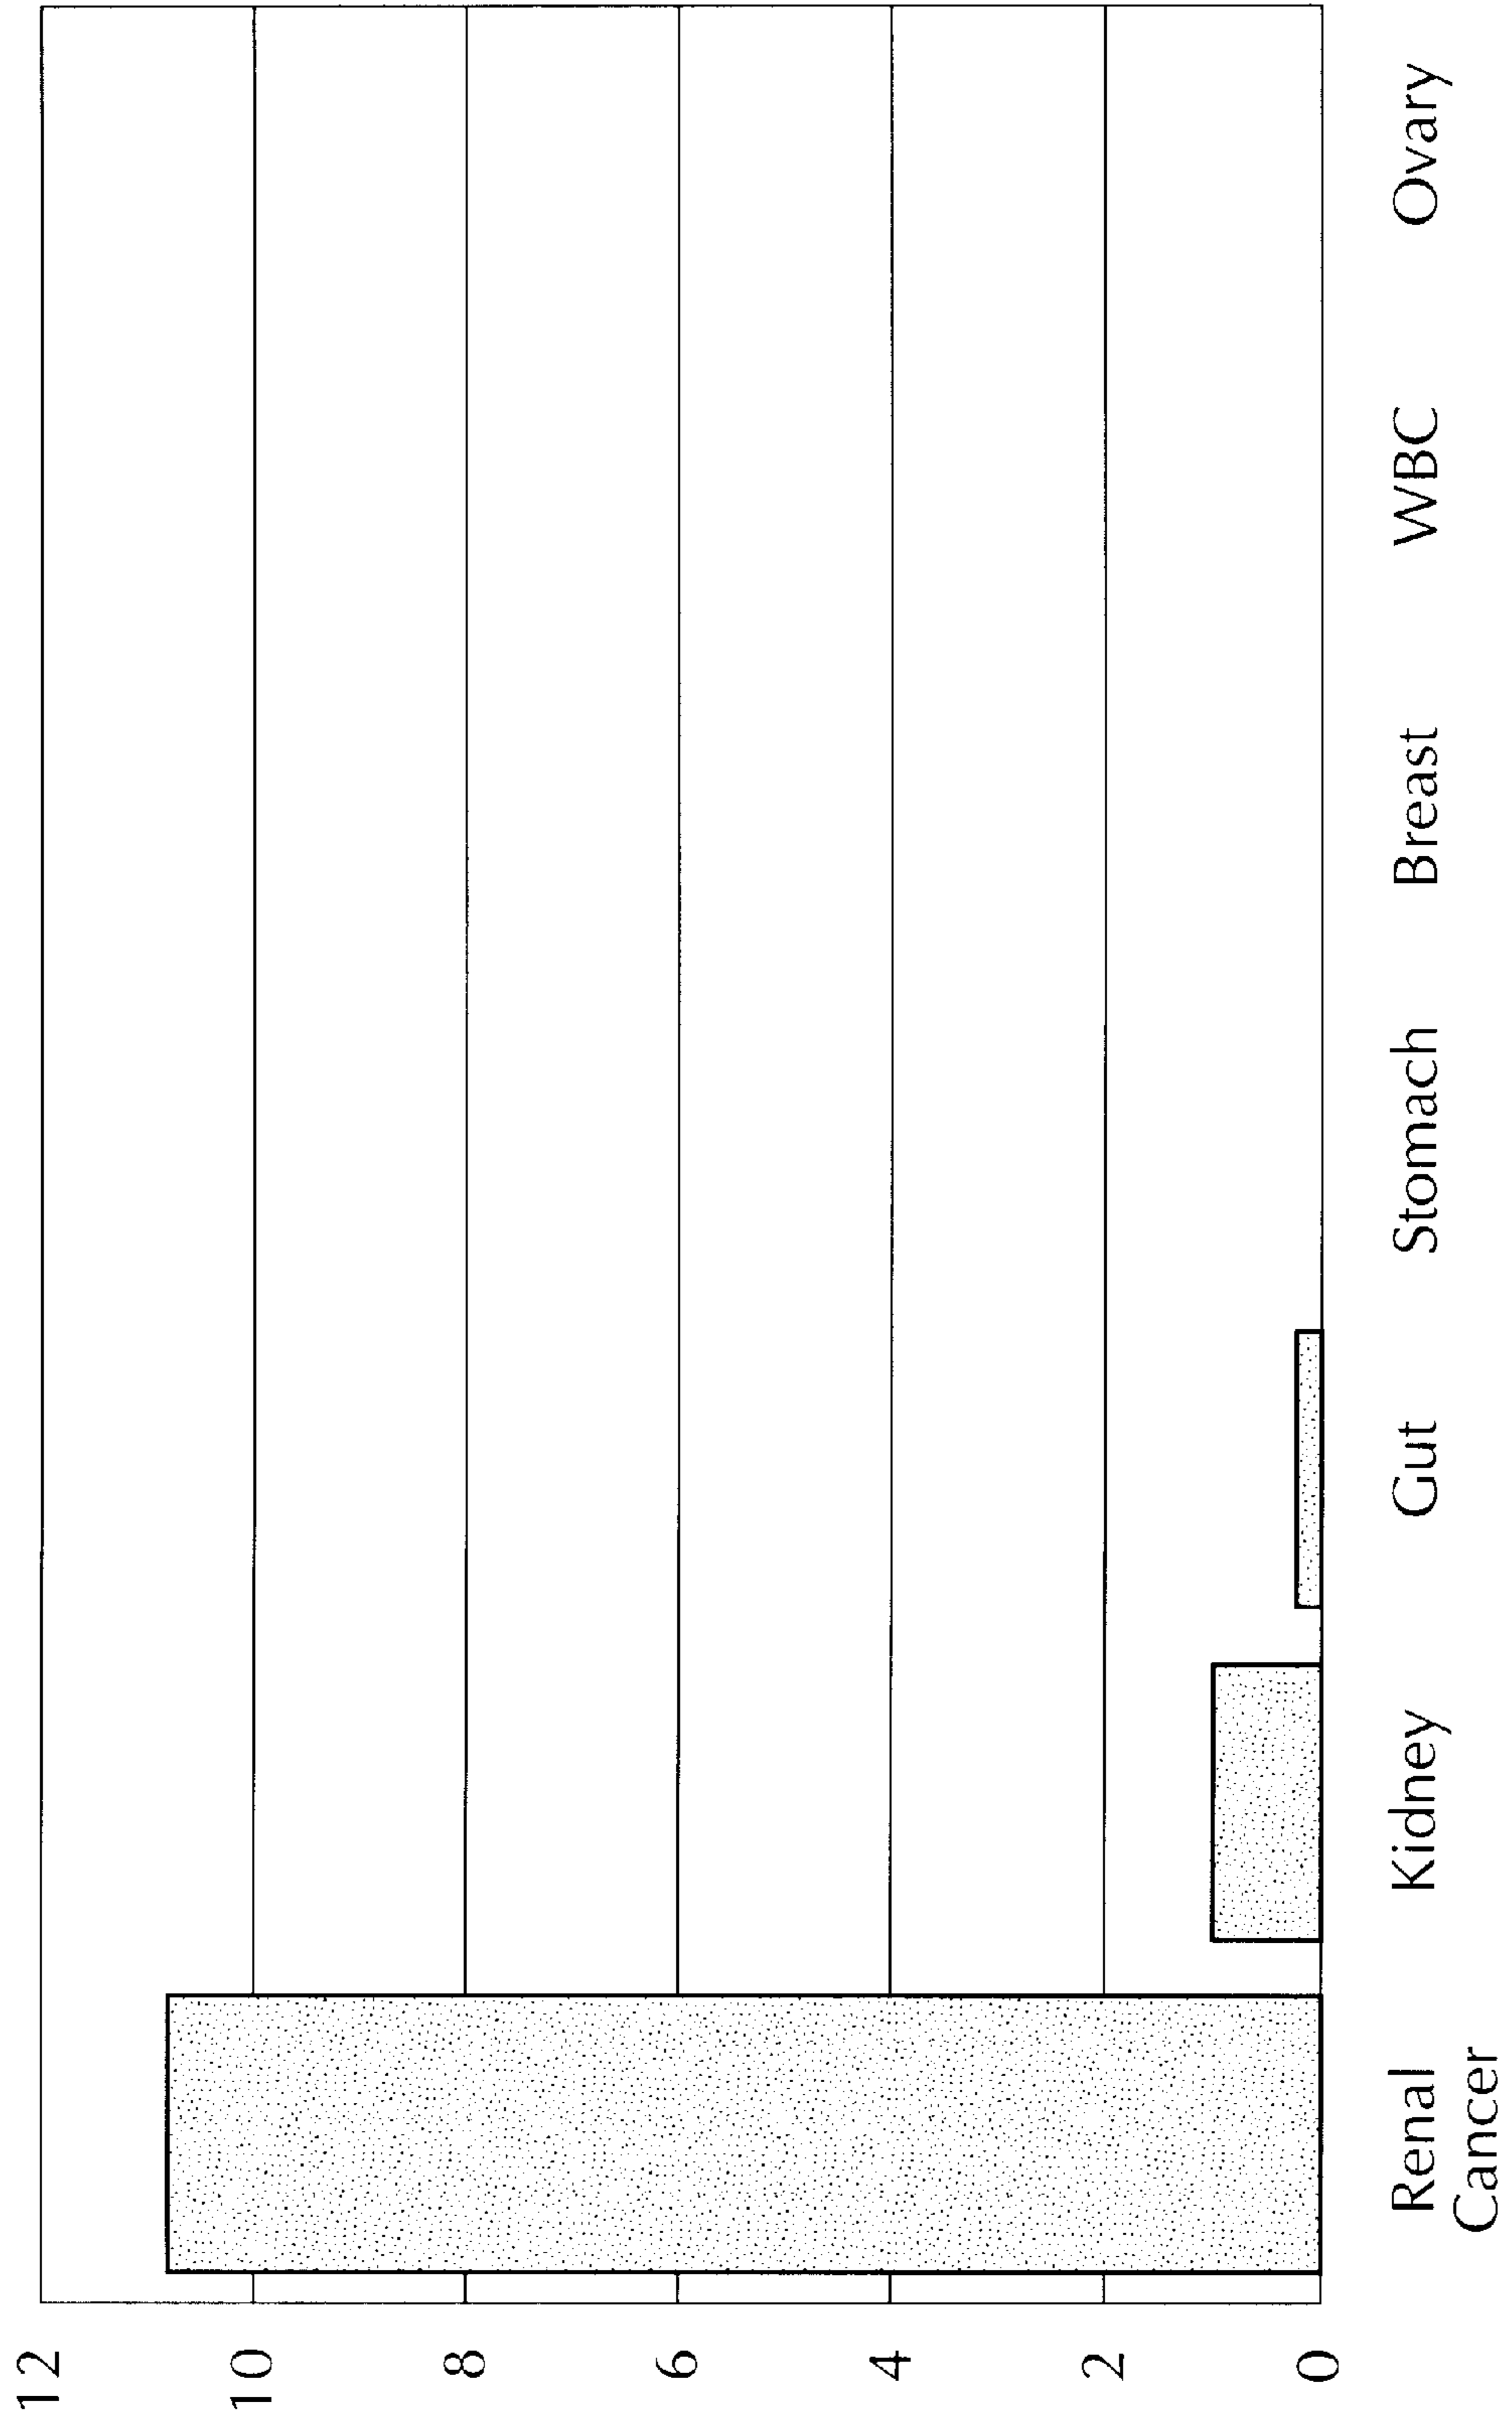 12
10
8
6
4
2
0
Renal
Cancer
Kidney
Gut
Stomach
Breast
WBC
Ovary